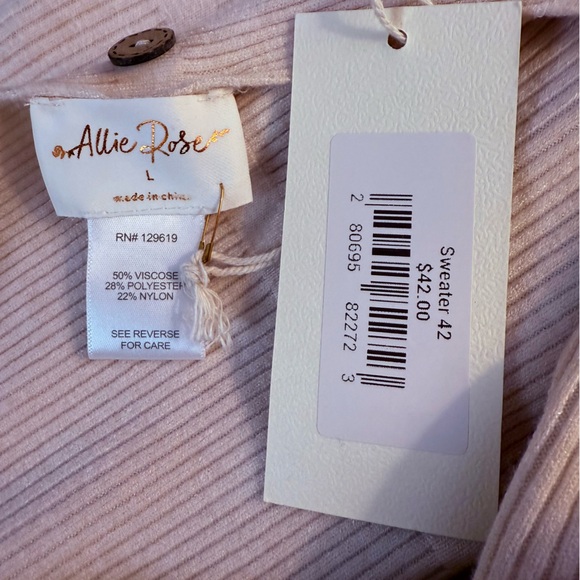 Allie Rose
L
made in china
RN# 129619
50% VISCOSE
28% POLYESTER
22% NYLON
SEE REVERSE
FOR CARE
Sweater 42
$42.00
2 80695 82272 3